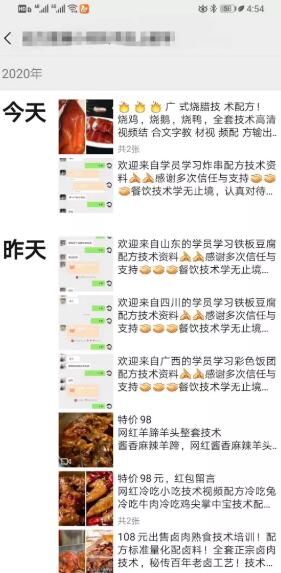 4:54
2020年
今天
🔥🔥🔥广 式烧腊技 术配方！
烧鸡，烧鹅，烧鸭，全套技术高清
视频结 合文字教 材视 频配 方输出...
共2张
欢迎来自学员学习炸串配方技术资
料🙏🙏感谢多次信任与支持🤝🤝
🤝🤝餐饮技术学无止境，认真对待...
昨天
欢迎来自山东的学员学习铁板豆腐
配方技术资料🙏🙏感谢多次信任与
支持🤝🤝🤝🤝餐饮技术学无止境...
欢迎来自四川的学员学习铁板豆腐
配方技术资料🙏🙏感谢多次信任与
支持🤝🤝🤝🤝餐饮技术学无止境...
欢迎来自广西的学员学习彩色饭团
配方技术资料🙏🙏感谢多次信任与
支持🤝🤝🤝🤝餐饮技术学无止境...
特价98
网红羊蹄羊头整套技术
酱香麻辣羊蹄，网红酱香麻辣羊头...
特价98元，红包留言
网红冷吃小吃技术视频配方冷吃兔
冷吃牛肉冷吃鸡尖掌中宝技术配...
共2张
108元出售卤肉熟食技术培训！配
方标准量化配卤料！全套正宗卤肉
技术，秘传百年老卤工艺！技术...